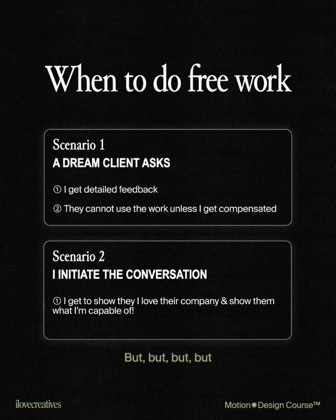 When to do free work
Scenario 1
A DREAM CLIENT ASKS
① I get detailed feedback
② They cannot use the work unless I get compensated
Scenario 2
I INITIATE THE CONVERSATION
① I get to show they I love their company & show them
what I'm capable of!
But, but, but, but
ilovecreatives
Motion✹Design Course™